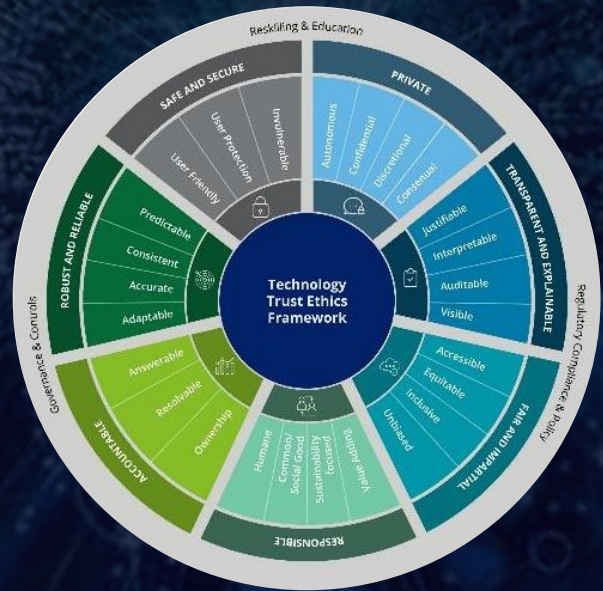 Reskilling & Education
SAFE AND SECURE
User Friendly
User Protection
Invulnerable
PRIVATE
Autonomous
Confidential
Discretional
Consensual
TRANSPARENT AND EXPLAINABLE
Justifiable
Interpretable
Auditable
Visible
Regulatory Compliance & Policy
FAIR AND IMPARTIAL
Accessible
Equitable
Inclusive
Unbiased
RESPONSIBLE
Humane
Common/
Social Good
Sustainability
Focused
Value Adding
ACCOUNTABLE
Answerable
Resolvable
Ownership
Governance & Controls
ROBUST AND RELIABLE
Predictable
Consistent
Accurate
Adaptable
Technology
Trust Ethics
Framework